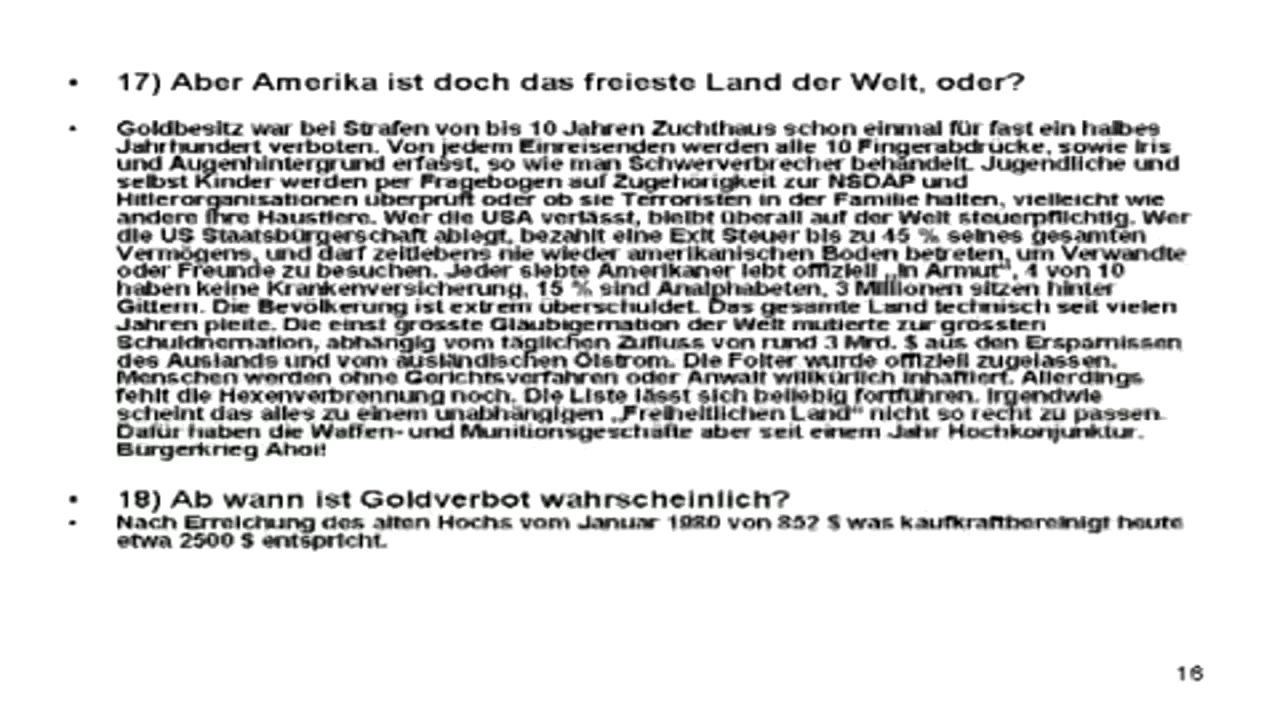 • 17) Aber Amerika ist doch das freieste Land der Welt, oder?
• Goldbesitz war bei Strafen von bis 10 Jahren Zuchthaus schon einmal für fast ein halbes
Jahrhundert verboten. Von jedem Einreisenden werden alle 10 Fingerabdrücke, sowie Iris
und Augenhintergrund erfasst, so wie man Schwerverbrecher behandelt. Jugendliche und
selbst Kinder werden per Fragebogen auf Zugehörigkeit zur NSDAP und
Hitlerorganisationen überprüft oder ob sie Terroristen in der Familie halten, vielleicht wie
andere Ihre Haustiere. Wer die USA verlässt, bleibt überall auf der Welt steuerpflichtig. Wer
die US Staatsbürgerschaft ablegt, bezahlt eine Exit Steuer bis zu 45 % seines gesamten
Vermögens, und darf zeitlebens nie wieder amerikanischen Boden betreten, um Verwandte
oder Freunde zu besuchen. Jeder siebte Amerikaner lebt offiziell „In Armut“, 4 von 10
haben keine Krankenversicherung, 15 % sind Analphabeten, 3 Millionen sitzen hinter
Gittern. Die Bevölkerung ist extrem überschuldet. Das gesamte Land technisch seit vielen
Jahren pleite. Die einst grösste Gläubigernation der Welt mutierte zur grössten
Schuldnernation, abhängig vom täglichen Zufluss von rund 3 Mrd. $ aus den Ersparnissen
des Auslands und vom ausländischen Ölstrom. Die Folter wurde offiziell zugelassen.
Menschen werden ohne Gerichtsverfahren oder Anwalt willkürlich inhaftiert. Allerdings
fehlt die Hexenverbrennung noch. Die Liste lässt sich beliebig fortführen. Irgendwie
scheint das alles zu einem unabhängigen „Freiheitlichen Land“ nicht so recht zu passen.
Dafür haben die Waffen- und Munitionsgeschäfte aber seit einem Jahr Hochkonjunktur.
Bürgerkrieg Ahoi!
• 18) Ab wann ist Goldverbot wahrscheinlich?
• Nach Erreichung des alten Hochs vom Januar 1980 von 852 $ was kaufkraftbereinigt heute
etwa 2500 $ entspricht.
16